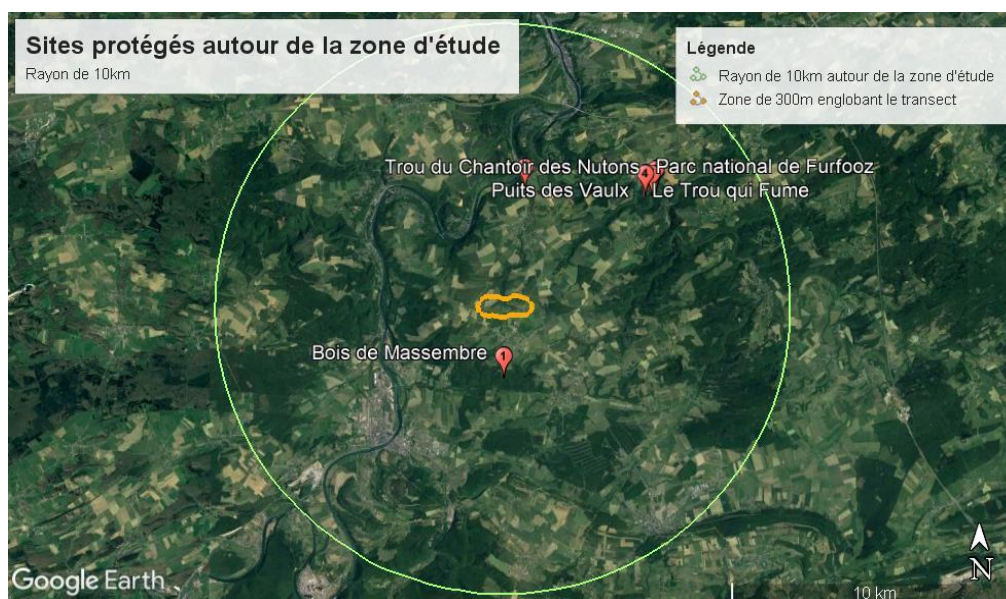 Sites protégés autour de la zone d'étude
Rayon de 10km
Légende
Rayon de 10km autour de la zone d'étude
Zone de 300m englobant le transect
Trou du Chantoir des Nutons
Parc national de Furfooz
Puits des Vaulx
4
Le Trou qui Fume
Bois de Massembre
1
N
Google Earth
10 km